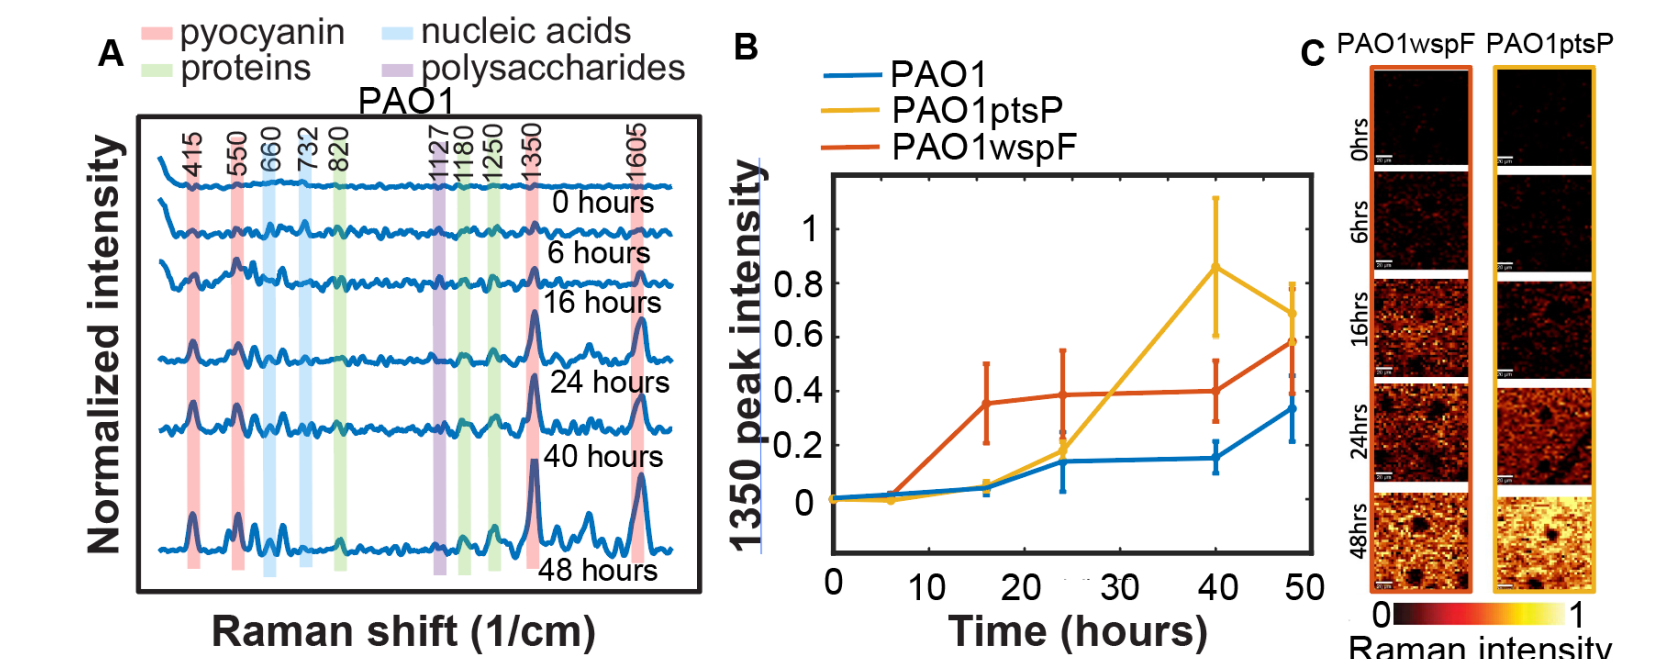 A
pyocyanin
nucleic acids
proteins
polysaccharides
PAO1
415
550
660
732
820
1127
1180
1250
1350
1605
0 hours
6 hours
16 hours
24 hours
40 hours
48 hours
Normalized intensity
Raman shift (1/cm)
B
PAO1
PAO1ptsP
PAO1wspF
1350 peak intensity
1
0.8
0.6
0.4
0.2
0
0 10 20 30 40 50
Time (hours)
C
PAO1wspF PAO1ptsP
0hrs
6hrs
16hrs
24hrs
48hrs
0 1
Raman intensity